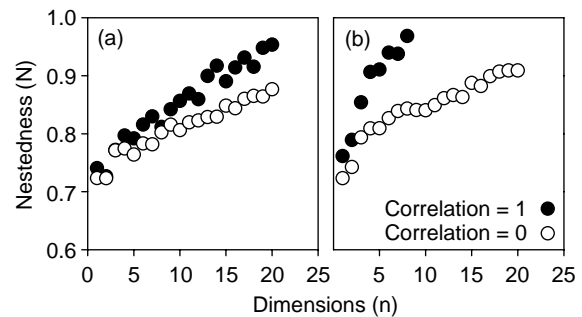 (a) (b)
1.0
0.9
0.8
0.7
0.6
Nestedness (N)
Correlation = 1
Correlation = 0
0 5 10 15 20 25 5 10 15 20 25
Dimensions (n)